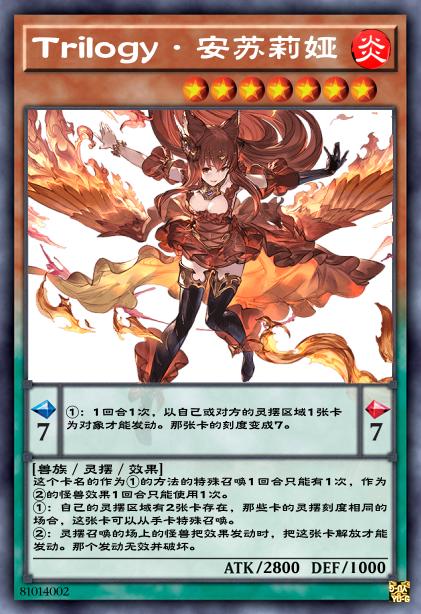 Trilogy・安苏莉娅 炎
①：1回合1次，以自己或对方的灵摆区域1张卡
为对象才能发动。那张卡的刻度变成7。
7 7
[兽族 / 灵摆 / 效果]
这个卡名的作为①的方法的特殊召唤1回合只能有1次，作为
②的怪兽效果1回合只能使用1次。
①：自己的灵摆区域有2张卡存在，那些卡的灵摆刻度相同的
场合，这张卡可以从手卡特殊召唤。
②：灵摆召唤的场上的怪兽把效果发动时，把这张卡解放才能
发动。那个发动无效并破坏。
ATK/2800 DEF/1000
81014002